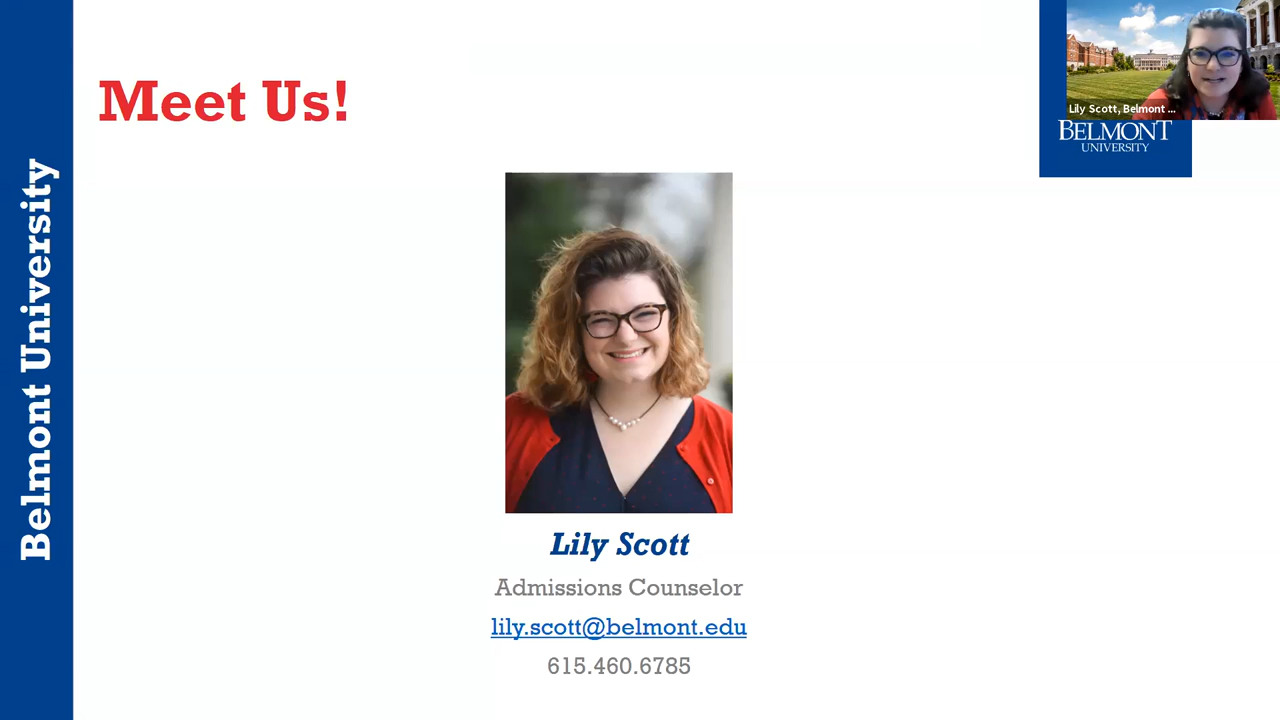 Meet Us!
Lily Scott, Belmont ...
BELMONT
UNIVERSITY
Belmont University
Lily Scott
Admissions Counselor
lily.scott@belmont.edu
615.460.6785